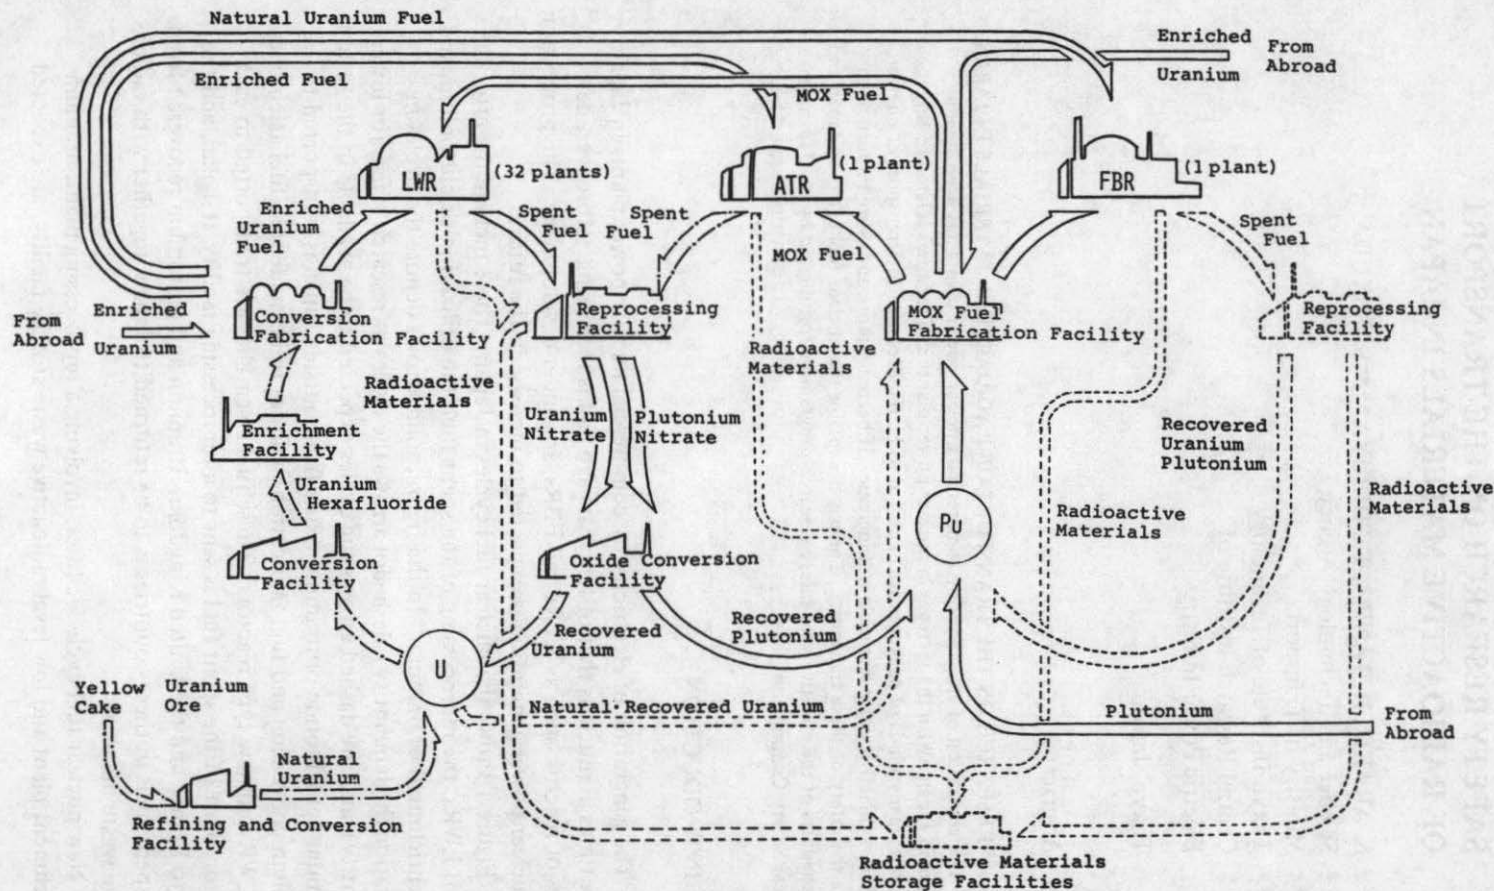 Natural Uranium Fuel
Enriched Fuel
MOX Fuel
Enriched
Uranium
From
Abroad
LWR
(32 plants)
ATR
(1 plant)
FBR
(1 plant)
Enriched
Uranium
Fuel
Spent
Fuel
Spent
Fuel
MOX Fuel
Spent
Fuel
From
Abroad
Enriched
Uranium
Conversion
Fabrication Facility
Reprocessing
Facility
MOX Fuel
Fabrication Facility
Reprocessing
Facility
Radioactive
Materials
Radioactive
Materials
Uranium
Nitrate
Plutonium
Nitrate
Enrichment
Facility
Recovered
Uranium
Plutonium
Uranium
Hexafluoride
Pu
Radioactive
Materials
Radioactive
Materials
Conversion
Facility
Oxide Conversion
Facility
Recovered
Uranium
Recovered
Plutonium
U
Yellow
Cake
Uranium
Ore
Natural·Recovered Uranium
Plutonium
From
Abroad
Natural
Uranium
Refining and Conversion
Facility
Radioactive Materials
Storage Facilities